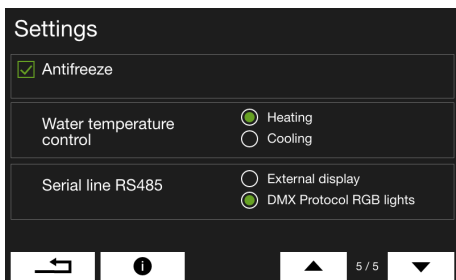 Settings
Antifreeze
Water temperature
control
Heating
Cooling
Serial line RS485
External display
DMX Protocol RGB lights
i
5 / 5